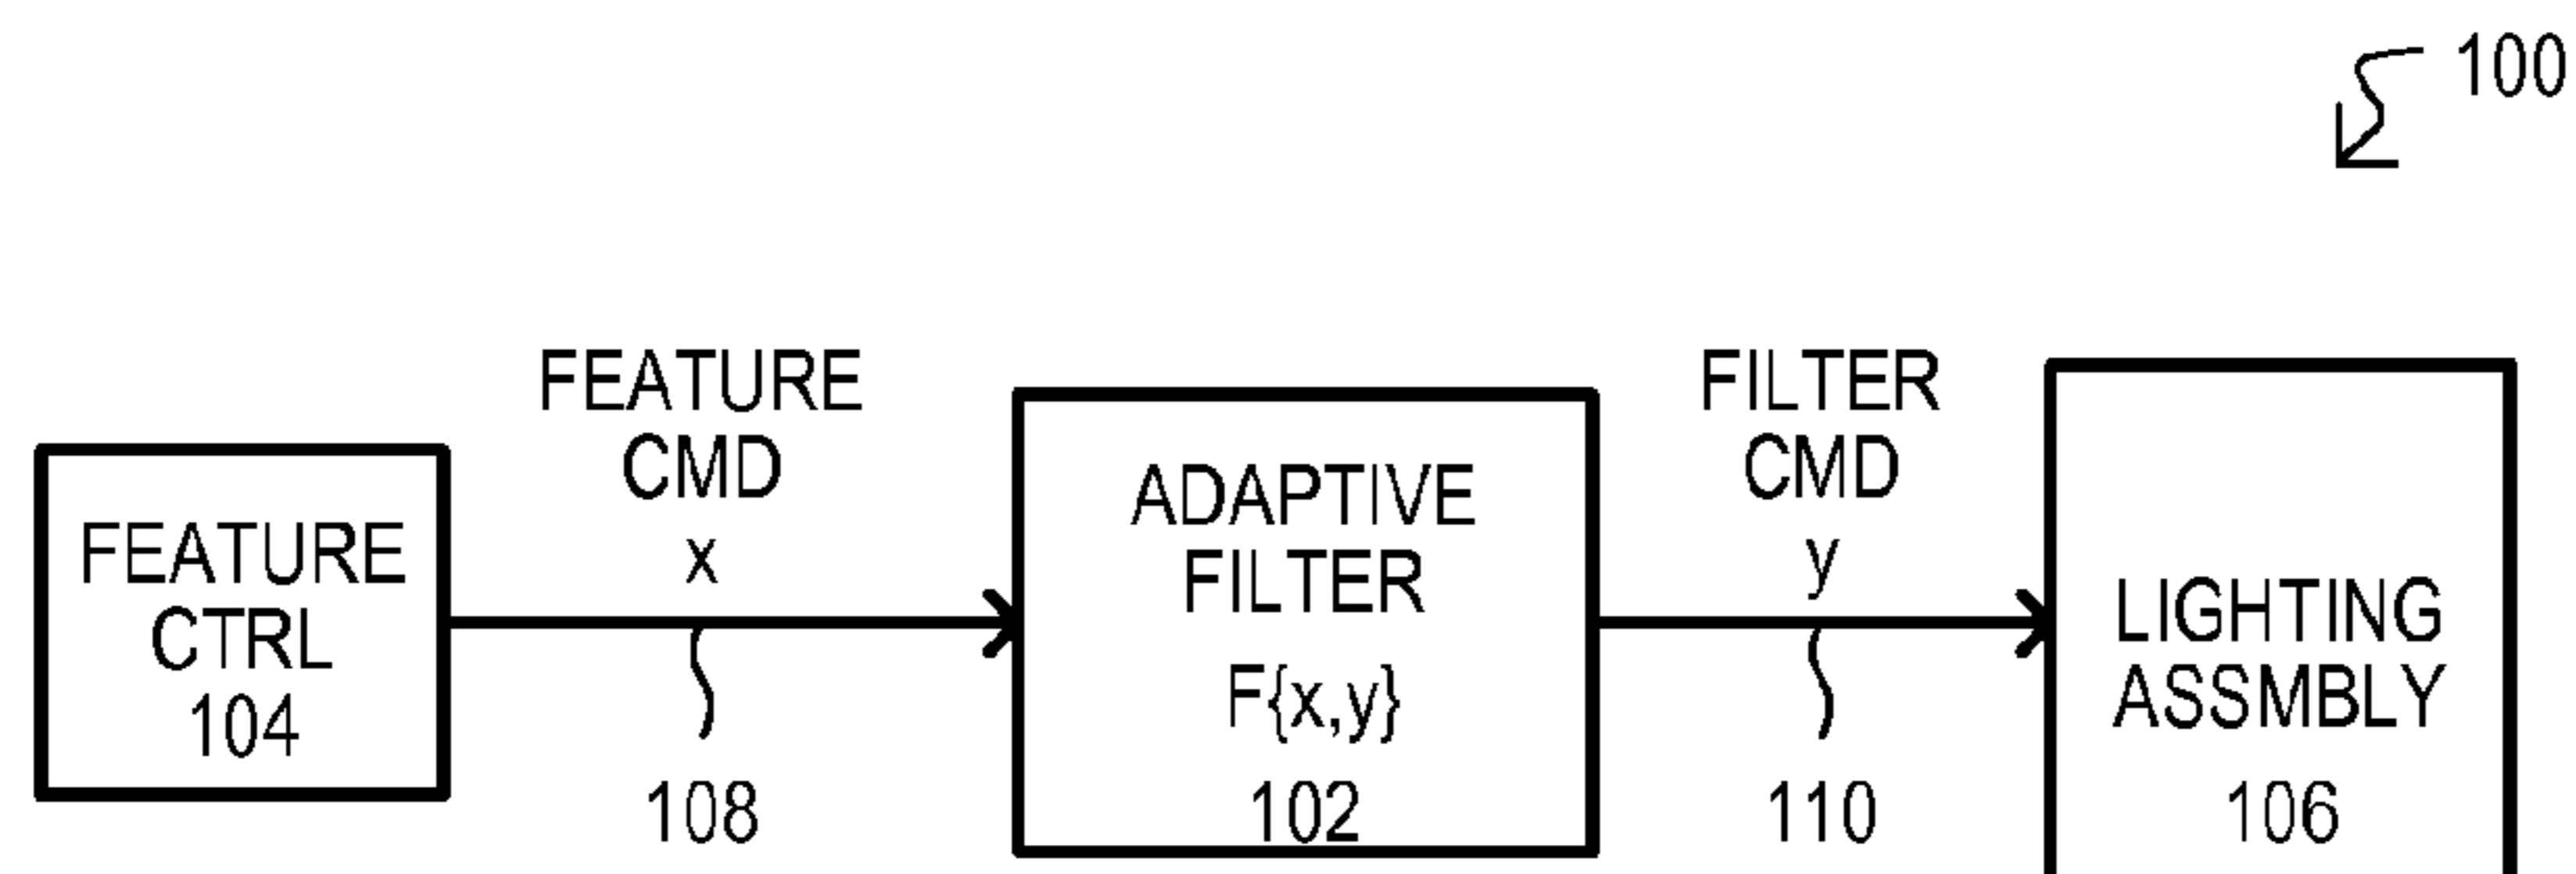 100
FEATURE
CTRL
104
FEATURE
CMD
x
108
ADAPTIVE
FILTER
F{x,y}
102
FILTER
CMD
y
110
LIGHTING
ASSMBLY
106